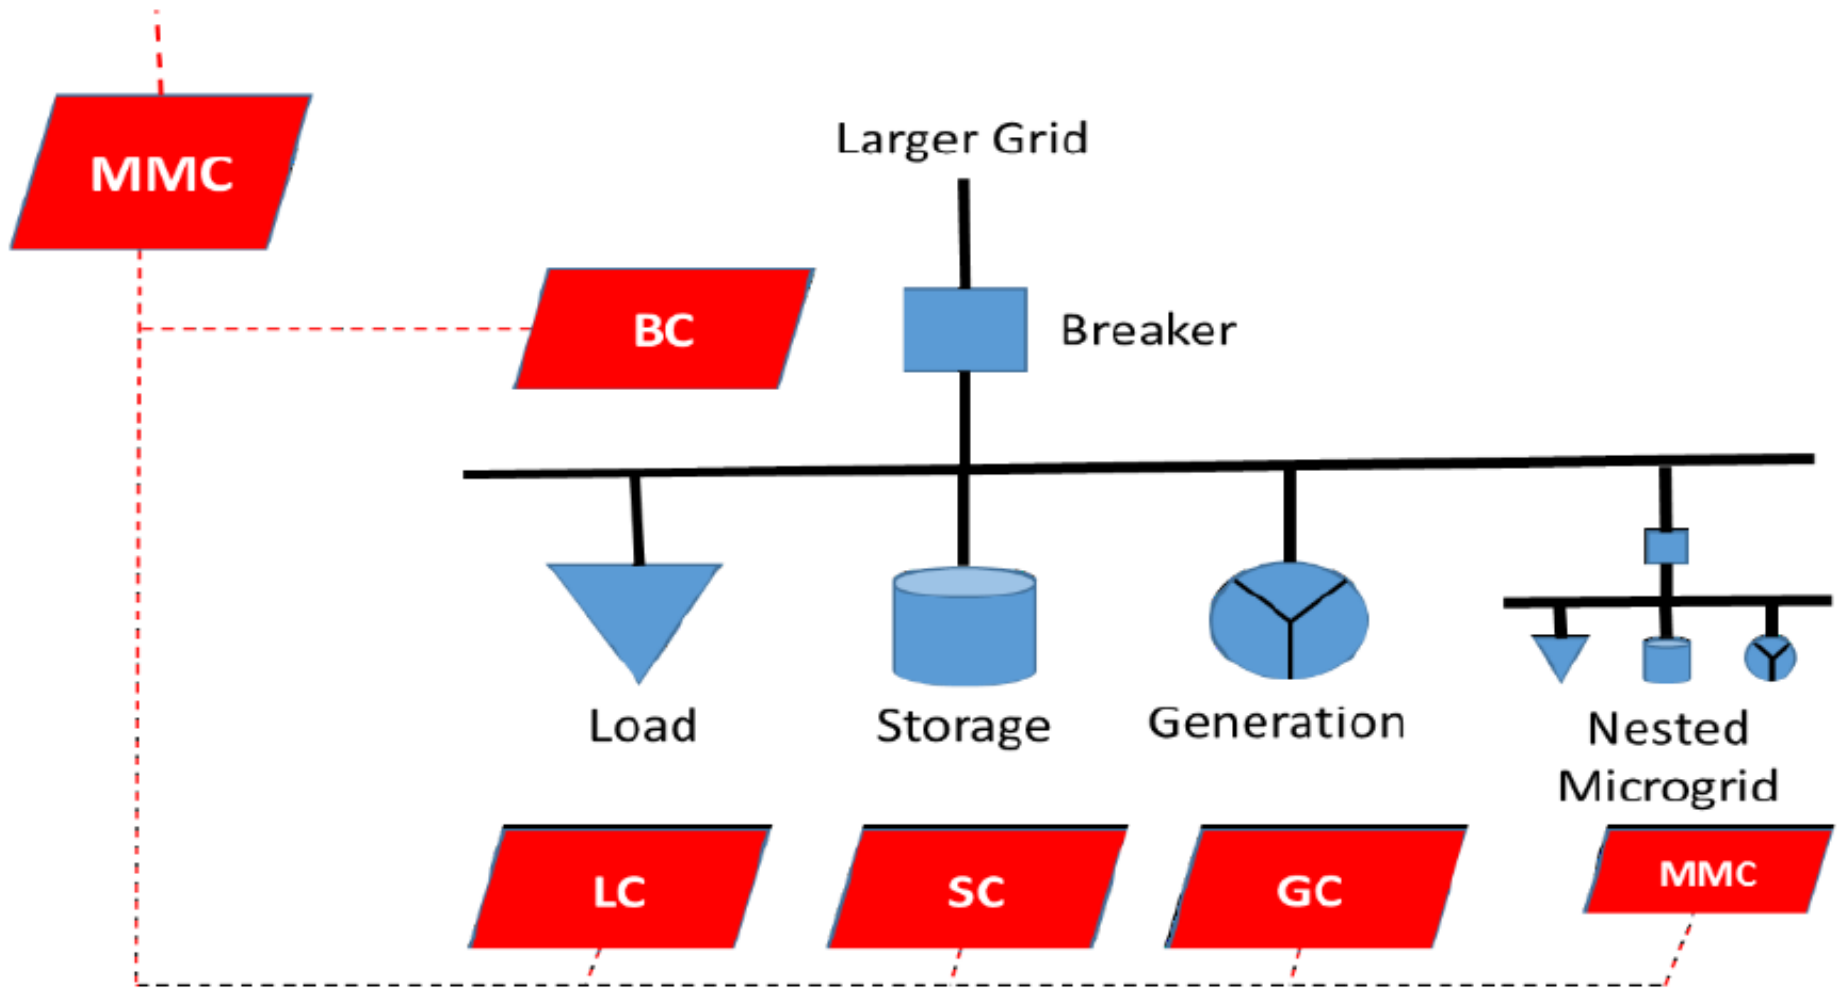 MMC
Larger Grid
BC
Breaker
Load
Storage
Generation
Nested
Microgrid
LC
SC
GC
MMC